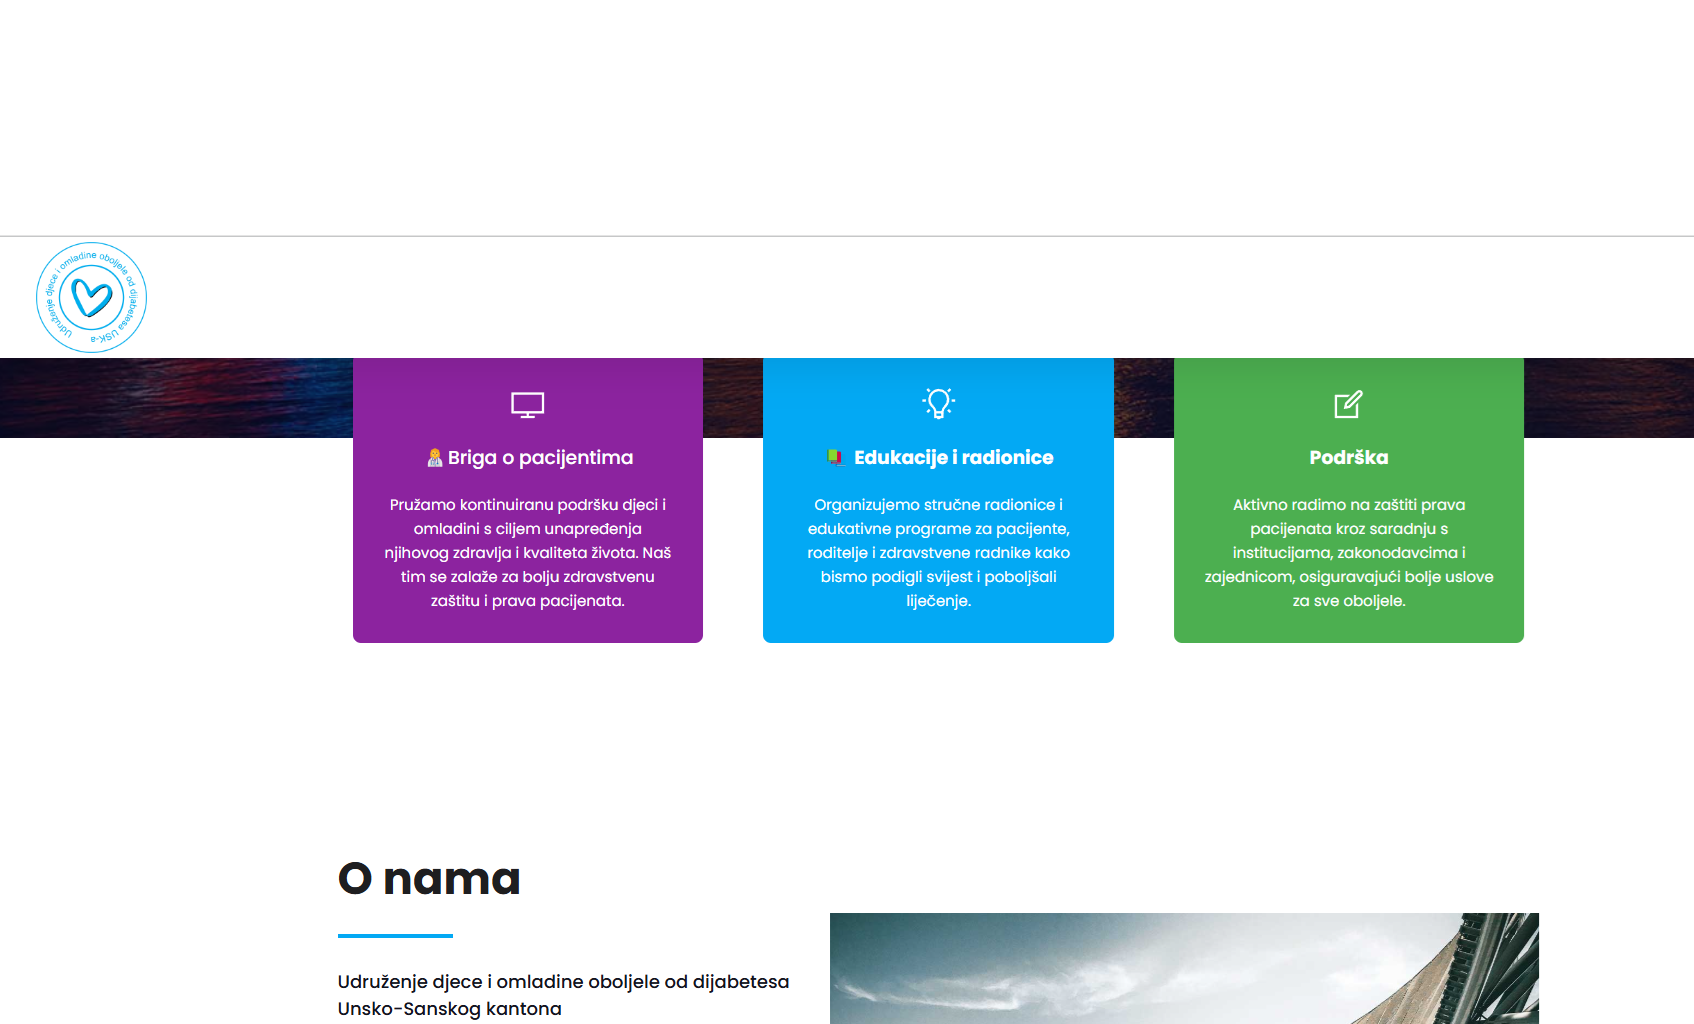 Udruženje djece i omladine oboljele od dijabetesa USK-a
Briga o pacijentima
Pružamo kontinuiranu podršku djeci i
omladini s ciljem unapređenja
njihovog zdravlja i kvaliteta života. Naš
tim se zalaže za bolju zdravstvenu
zaštitu i prava pacijenata.
Edukacije i radionice
Organizujemo stručne radionice i
edukativne programe za pacijente,
roditelje i zdravstvene radnike kako
bismo podigli svijest i poboljšali
liječenje.
Podrška
Aktivno radimo na zaštiti prava
pacijenata kroz saradnju s
institucijama, zakonodavcima i
zajednicom, osiguravajući bolje uslove
za sve oboljele.
O nama
Udruženje djece i omladine oboljele od dijabetesa
Unsko-Sanskog kantona